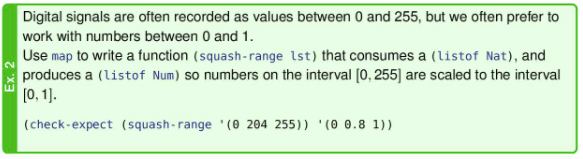 Ex. 2
Digital signals are often recorded as values between 0 and 255, but we often prefer to
work with numbers between 0 and 1.
Use map to write a function (squash-range lst) that consumes a (listof Nat), and
produces a (listof Num) so numbers on the interval [0, 255] are scaled to the interval
[0, 1].
(check-expect (squash-range '(0 204 255)) '(0 0.8 1))